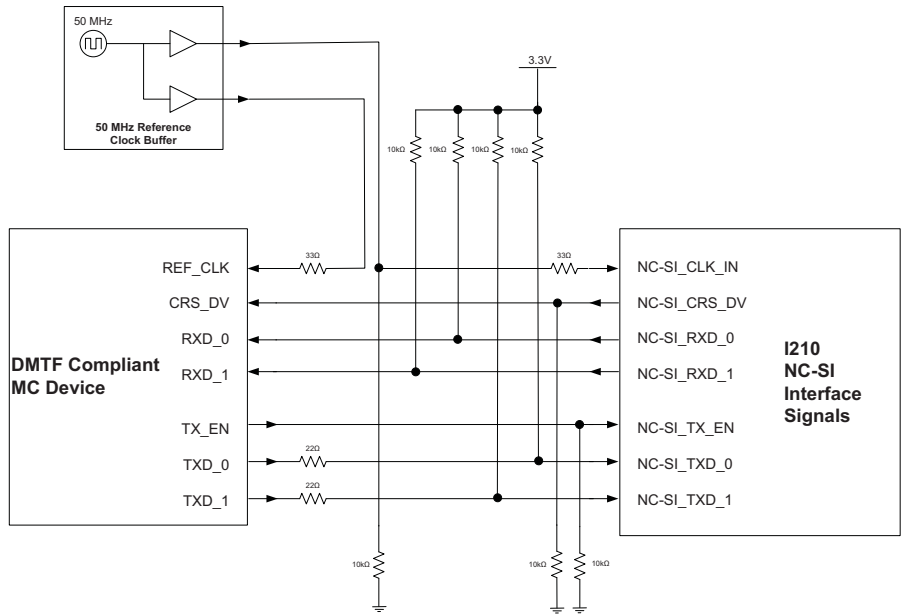 50 MHz
50 MHz Reference
Clock Buffer
3.3V
10kΩ
10kΩ
10kΩ
10kΩ
DMTF Compliant
MC Device
REF_CLK
CRS_DV
RXD_0
RXD_1
TX_EN
TXD_0
TXD_1
33Ω
33Ω
22Ω
22Ω
NC-SI_CLK_IN
NC-SI_CRS_DV
NC-SI_RXD_0
NC-SI_RXD_1
NC-SI_TX_EN
NC-SI_TXD_0
NC-SI_TXD_1
I210
NC-SI
Interface
Signals
10kΩ
10kΩ
10kΩ